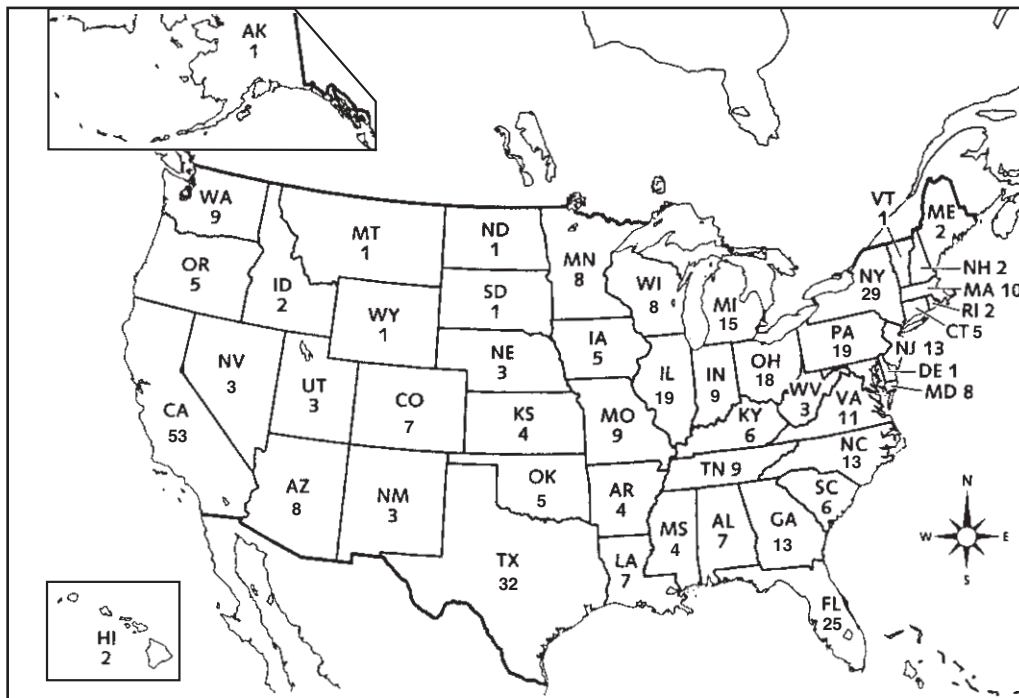 AK
1
WA
9
MT
1
ND
1
MN
8
VT
1
ME
2
OR
5
ID
2
SD
1
WI
8
MI
15
NY
29
NH 2
MA 10
RI 2
CT 5
WY
1
NE
3
IA
5
PA
19
NJ 13
DE 1
MD 8
NV
3
UT
3
CO
7
KS
4
MO
9
IL
19
IN
9
OH
18
WV
3
VA
11
KY
6
CA
53
AZ
8
NM
3
OK
5
AR
4
TN 9
NC
13
SC
6
TX
32
LA
7
MS
4
AL
7
GA
13
FL
25
HI
2
N
W
E
S